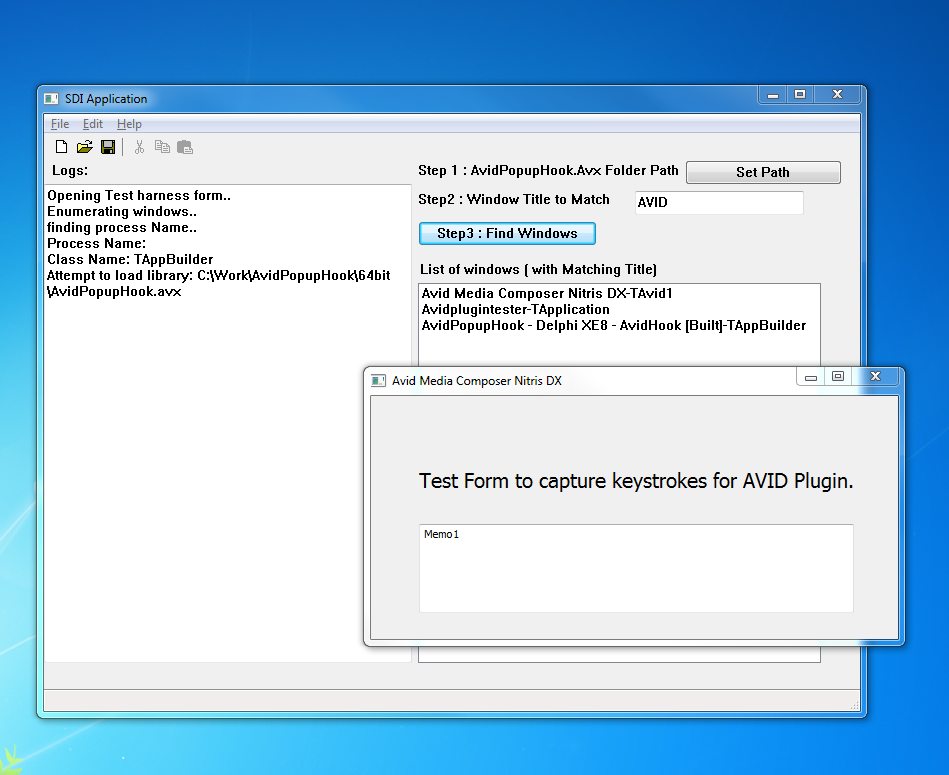 SDI Application
File Edit Help
Logs:
Opening Test harness form..
Enumerating windows..
finding process Name..
Process Name:
Class Name: TAppBuilder
Attempt to load library: C:\Work\AvidPopupHook\64bit
\AvidPopupHook.avx
Step 1 : AvidPopupHook.Avx Folder Path
Set Path
Step2 : Window Title to Match
AVID
Step3 : Find Windows
List of windows ( with Matching Title)
Avid Media Composer Nitris DX-TAvid1
Avidplugintester-TApplication
AvidPopupHook - Delphi XE8 - AvidHook [Built]-TAppBuilder
Avid Media Composer Nitris DX
Test Form to capture keystrokes for AVID Plugin.
Memo1